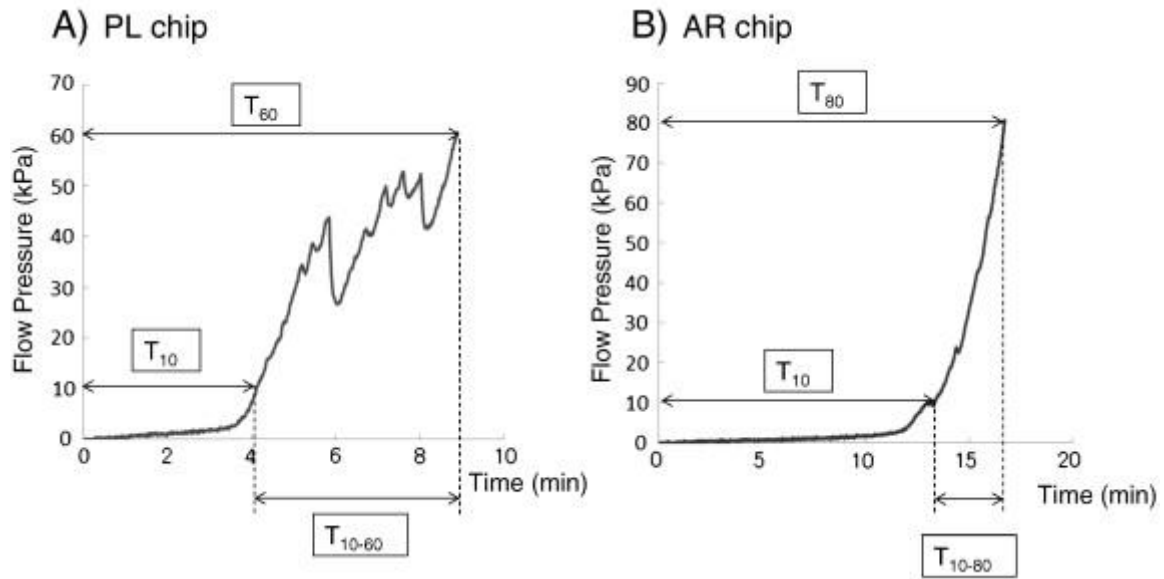 A) PL chip
70
60
50
40
30
20
10
0
Flow Pressure (kPa)
T60
T10
0 2 4 6 8 10
Time (min)
T10-60
B) AR chip
90
80
70
60
50
40
30
20
10
0
Flow Pressure (kPa)
T80
T10
0 5 10 15 20
Time (min)
T10-80